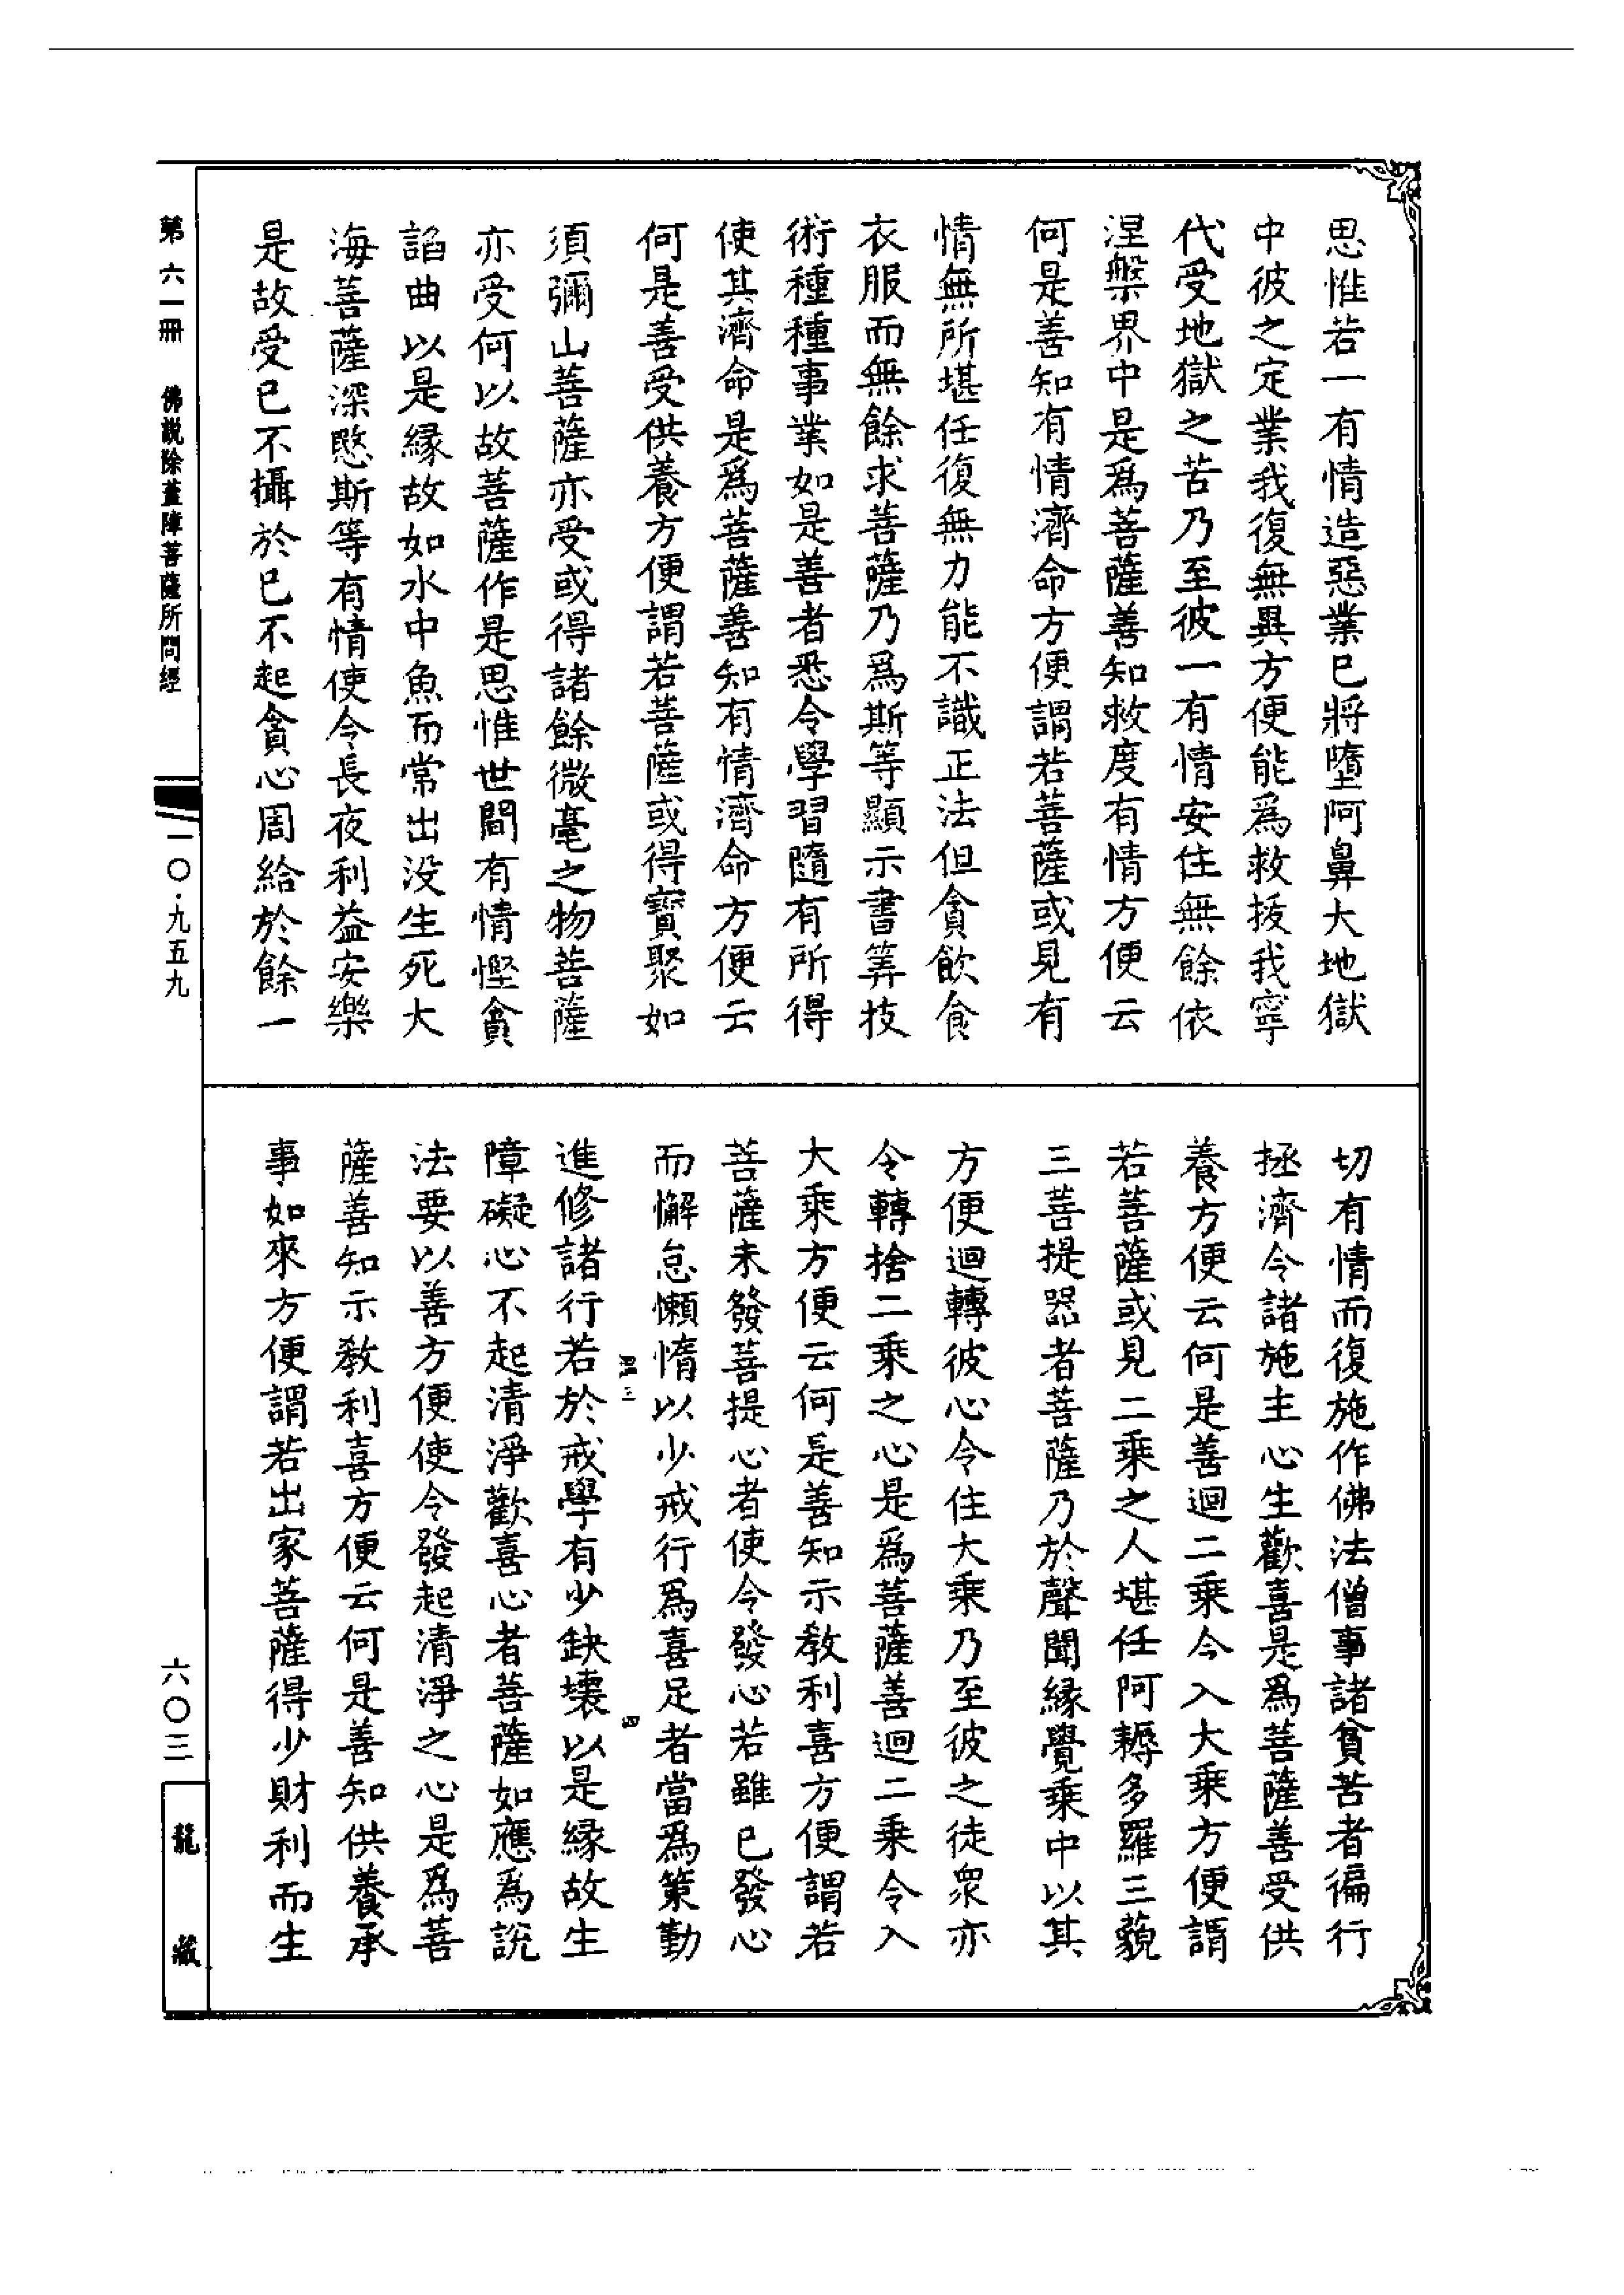 思惟若一有情造惡業已將墮阿鼻大地獄
中彼之定業我復無異方便能爲救拔我寧
代受地獄之苦乃至彼一有情安住無餘依
涅槃界中是爲菩薩善知救度有情方便云
何是善知有情濟命方便謂若菩薩或見有
情無所堪任復無力能不識正法但貪飲食
衣服而無餘求菩薩乃爲斯等顯示書筭技
術種種事業如是善者悉令學習隨有所得
使其濟命是爲菩薩善知有情濟命方便云
何是善受供養方便謂若菩薩或得寳聚如
須彌山菩薩亦受或得諸餘微毫之物菩薩
亦受何以故菩薩作是思惟世間有情慳貪
諂曲以是緣故如水中魚而常出没生死大
海菩薩深愍斯等有情使令長夜利益安樂
是故受已不攝於已不起貪心周給於餘一
切有情而復施作佛法僧事諸貧苦者徧行
拯濟令諸施主心生歡喜是爲菩薩善受供
養方便云何是善迴二乘令入大乘方便謂
若菩薩或見二乘之人堪任阿耨多羅三藐
三菩提器者菩薩乃於聲聞緣覺乘中以其
方便迴轉彼心令住大乘乃至彼之徒衆亦
令轉捨二乘之心是爲菩薩善迴二乘令入
大乘方便云何是善知示教利喜方便謂若
菩薩未發菩提心者使令發心若雖已發心
而懈怠懶惰以少戒行爲喜足者當爲策勤
四三
四
進修諸行若於戒學有少缺壞以是緣故生
障礙心不起清淨歡喜心者菩薩如應爲說
法要以善方便使令發起清淨之心是爲菩
薩善知示教利喜方便云何是善知供養承
事如來方便謂若出家菩薩得少財利而生
第六一冊 佛説除蓋障菩薩所問經
一〇·九五九
六〇三
龍藏